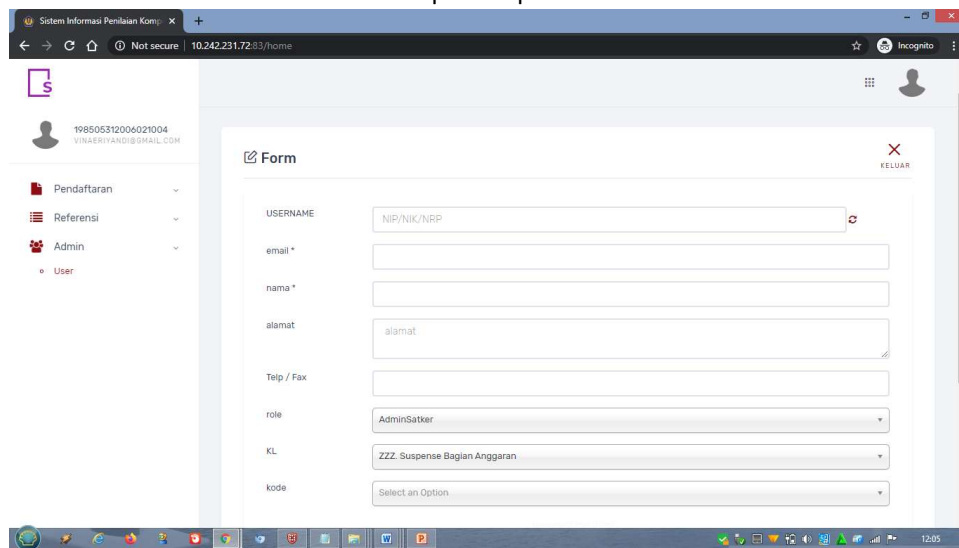 Sistem Informasi Penilaian Komp
Not secure | 10.242.231.72:83/home
Incognito
S
198505312006021004
VINAERIYANDI@GMAIL.COM
Form
KELUAR
Pendaftaran
Referensi
Admin
User
USERNAME
NIP/NIK/NRP
email *
nama *
alamat
alamat
Telp / Fax
role
AdminSatker
KL
ZZZ. Suspense Bagian Anggaran
kode
Select an Option
12:05